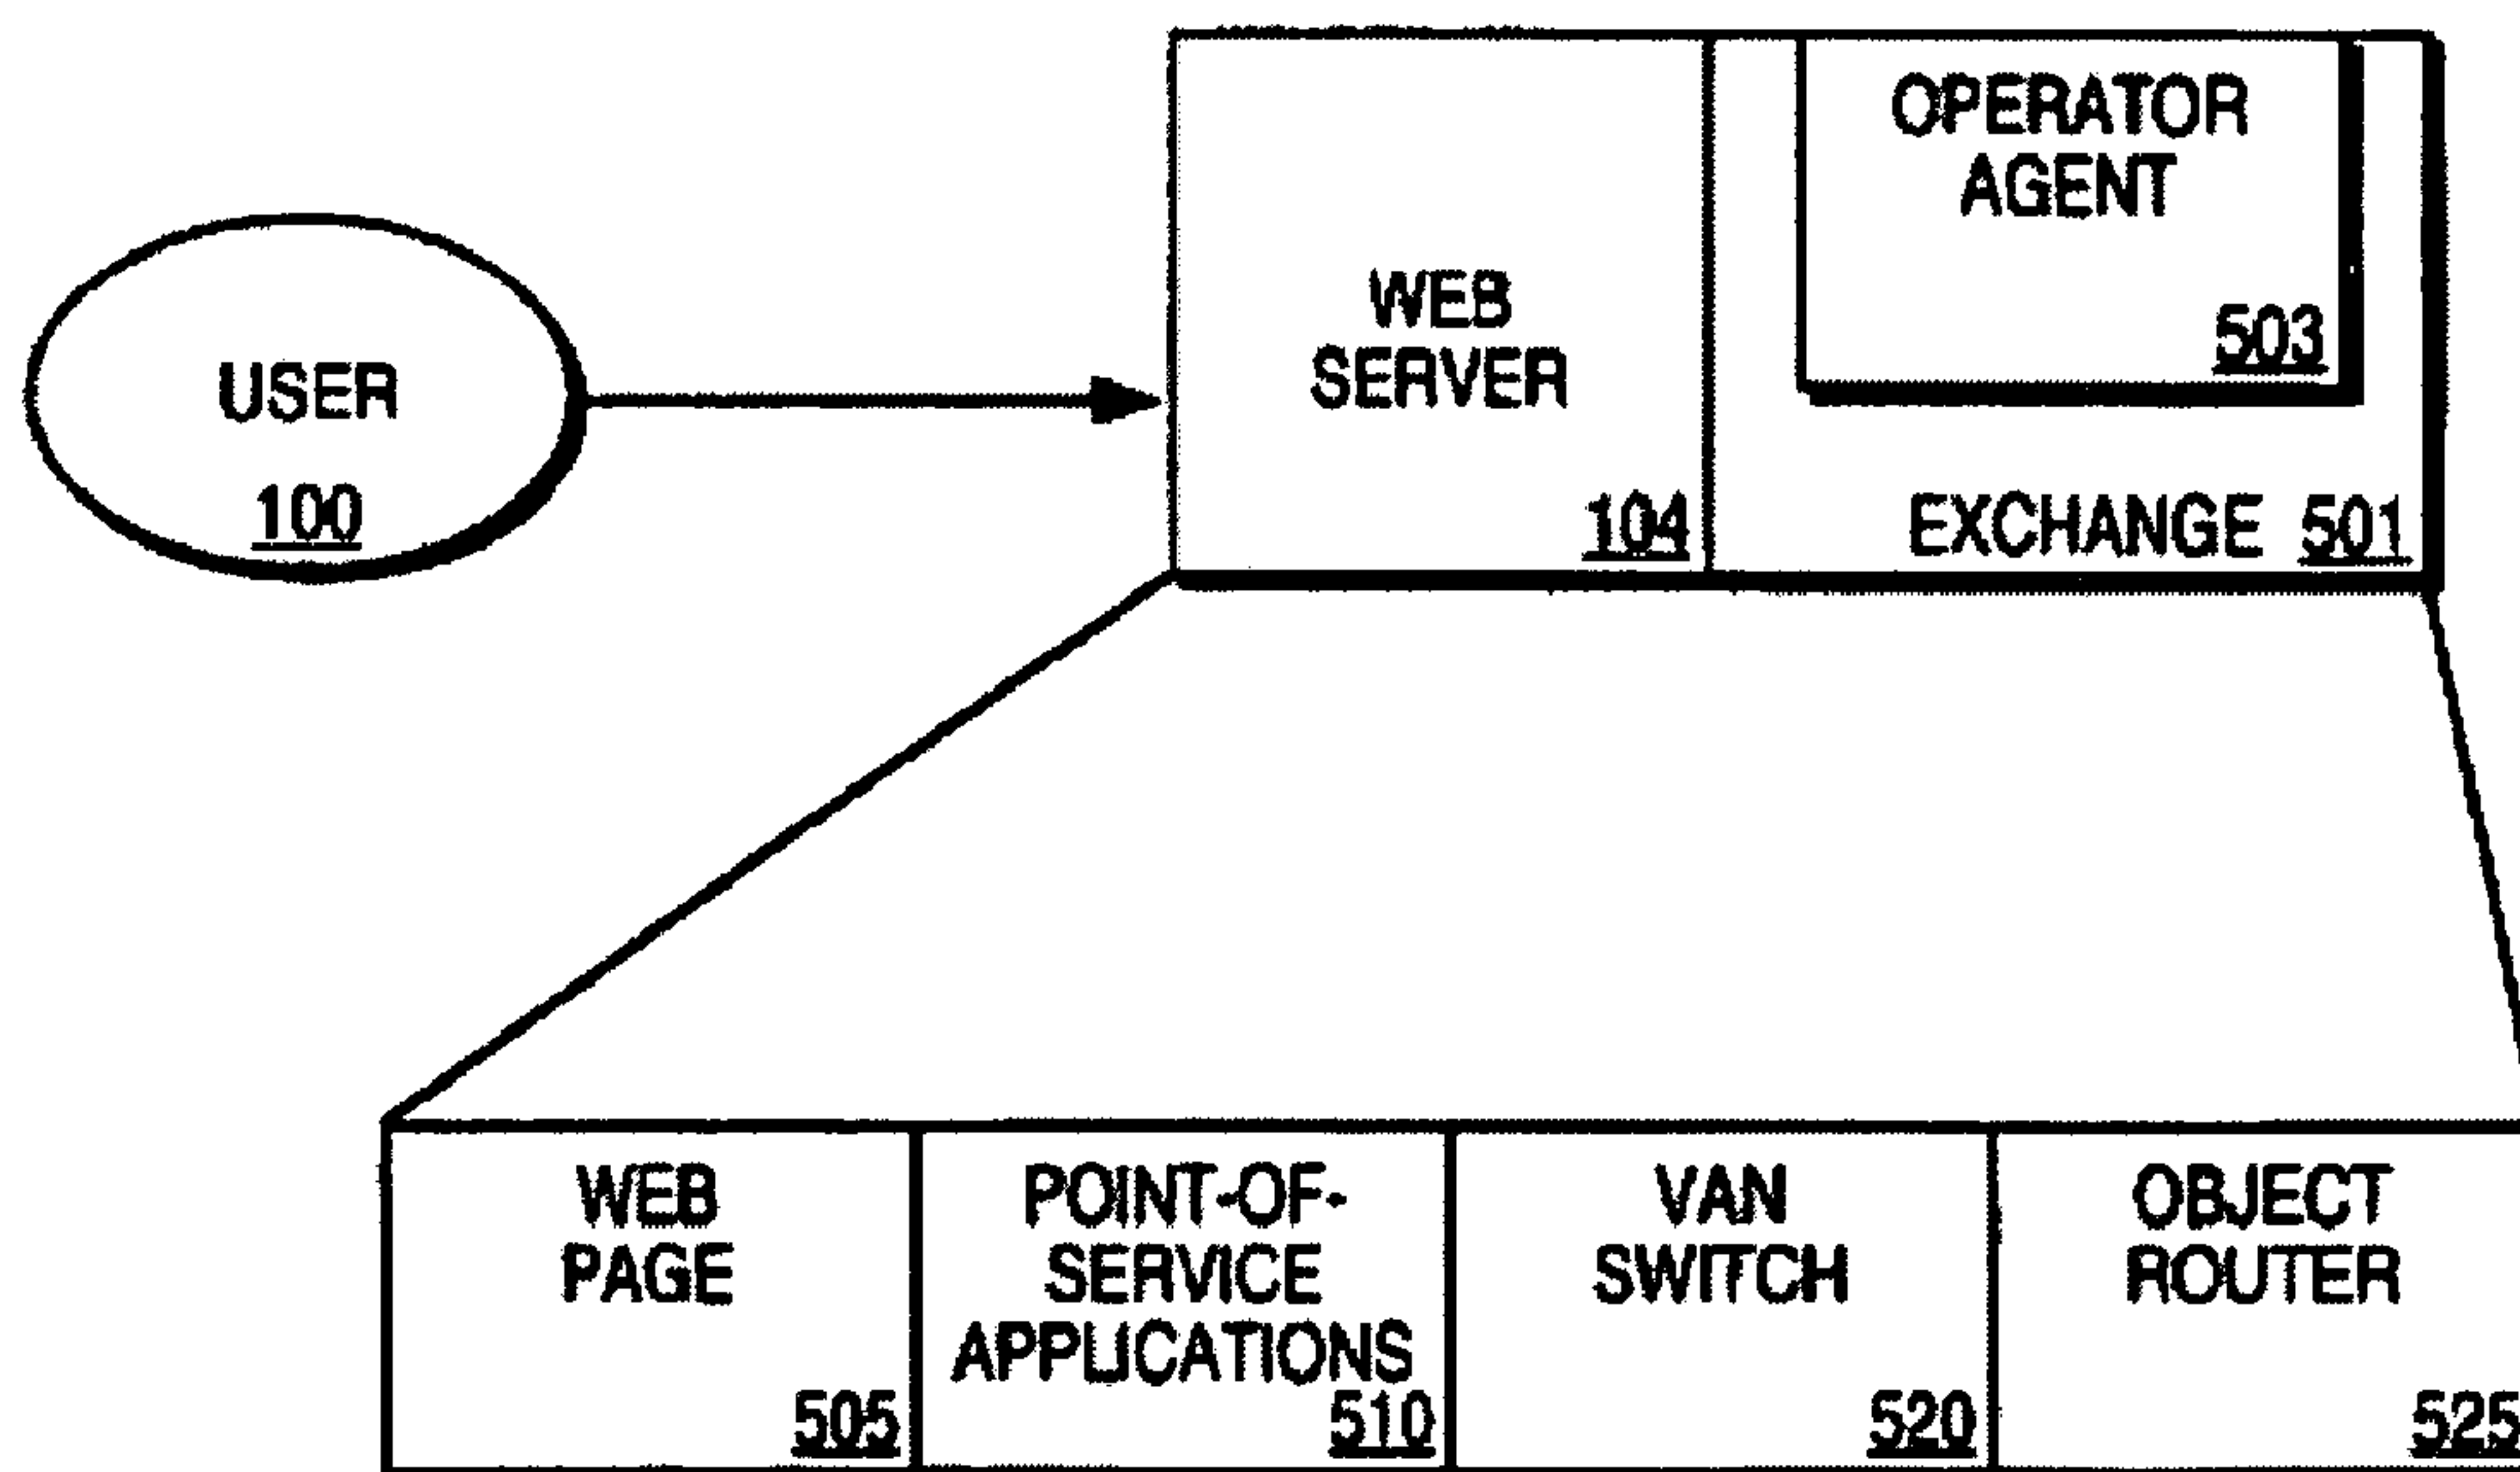 USER
100
WEB
SERVER
104
OPERATOR
AGENT
503
EXCHANGE 501
WEB
PAGE
505
POINT-OF-
SERVICE
APPLICATIONS
510
VAN
SWITCH
520
OBJECT
ROUTER
525